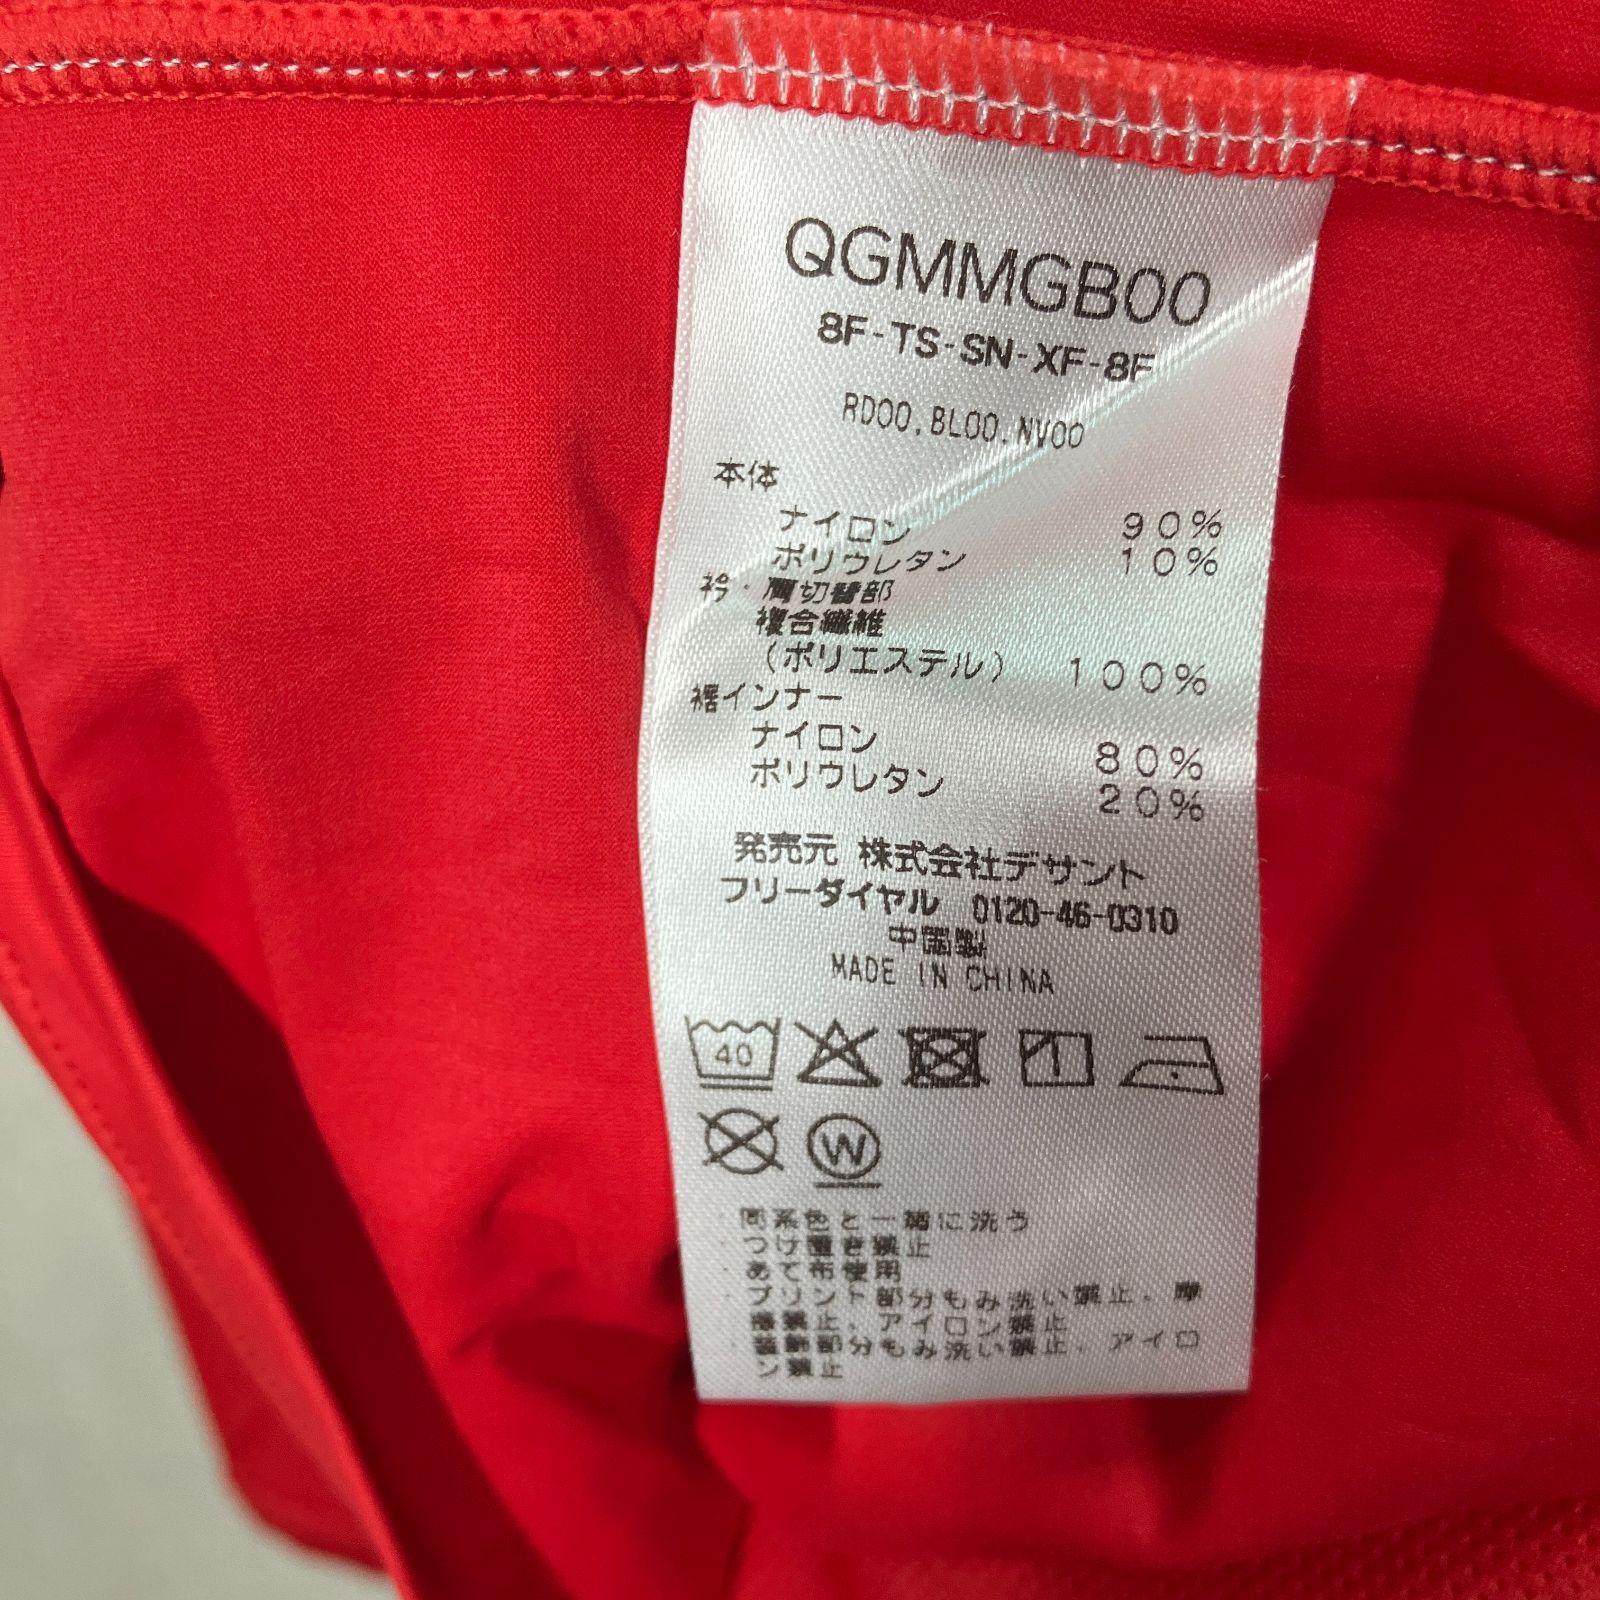 QGMMGB00
8F-TS-SN-XF-8F
RD00,BL00,NV00
本体
ナイロン 90%
ポリウレタン 10%
衿・肩切替部
複合繊維
(ポリエステル) 100%
裾インナー
ナイロン 80%
ポリウレタン 20%
発売元 株式会社デサント
フリーダイヤル 0120-46-0310
中国製
MADE IN CHINA
40
W
・同系色と一緒に洗う
・つけ置き禁止
・あて布使用
・プリント部分もみ洗い禁止、摩
擦禁止、アイロン禁止
・装飾部分もみ洗い禁止、アイロ
ン禁止